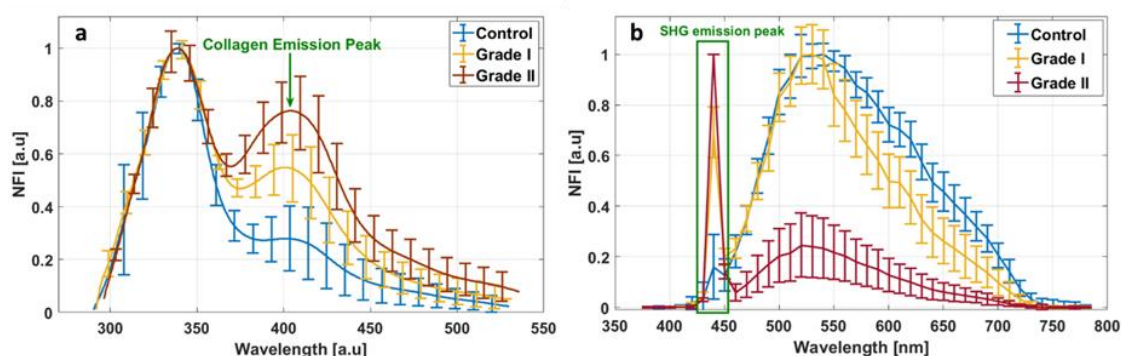 a
Collagen Emission Peak
Control
Grade I
Grade II
NFI [a.u]
1
0.8
0.6
0.4
0.2
0
300 350 400 450 500 550
Wavelength [a.u]
b
SHG emission peak
Control
Grade I
Grade II
NFI [a.u]
1
0.8
0.6
0.4
0.2
0
350 400 450 500 550 600 650 700 750 800
Wavelength [nm]